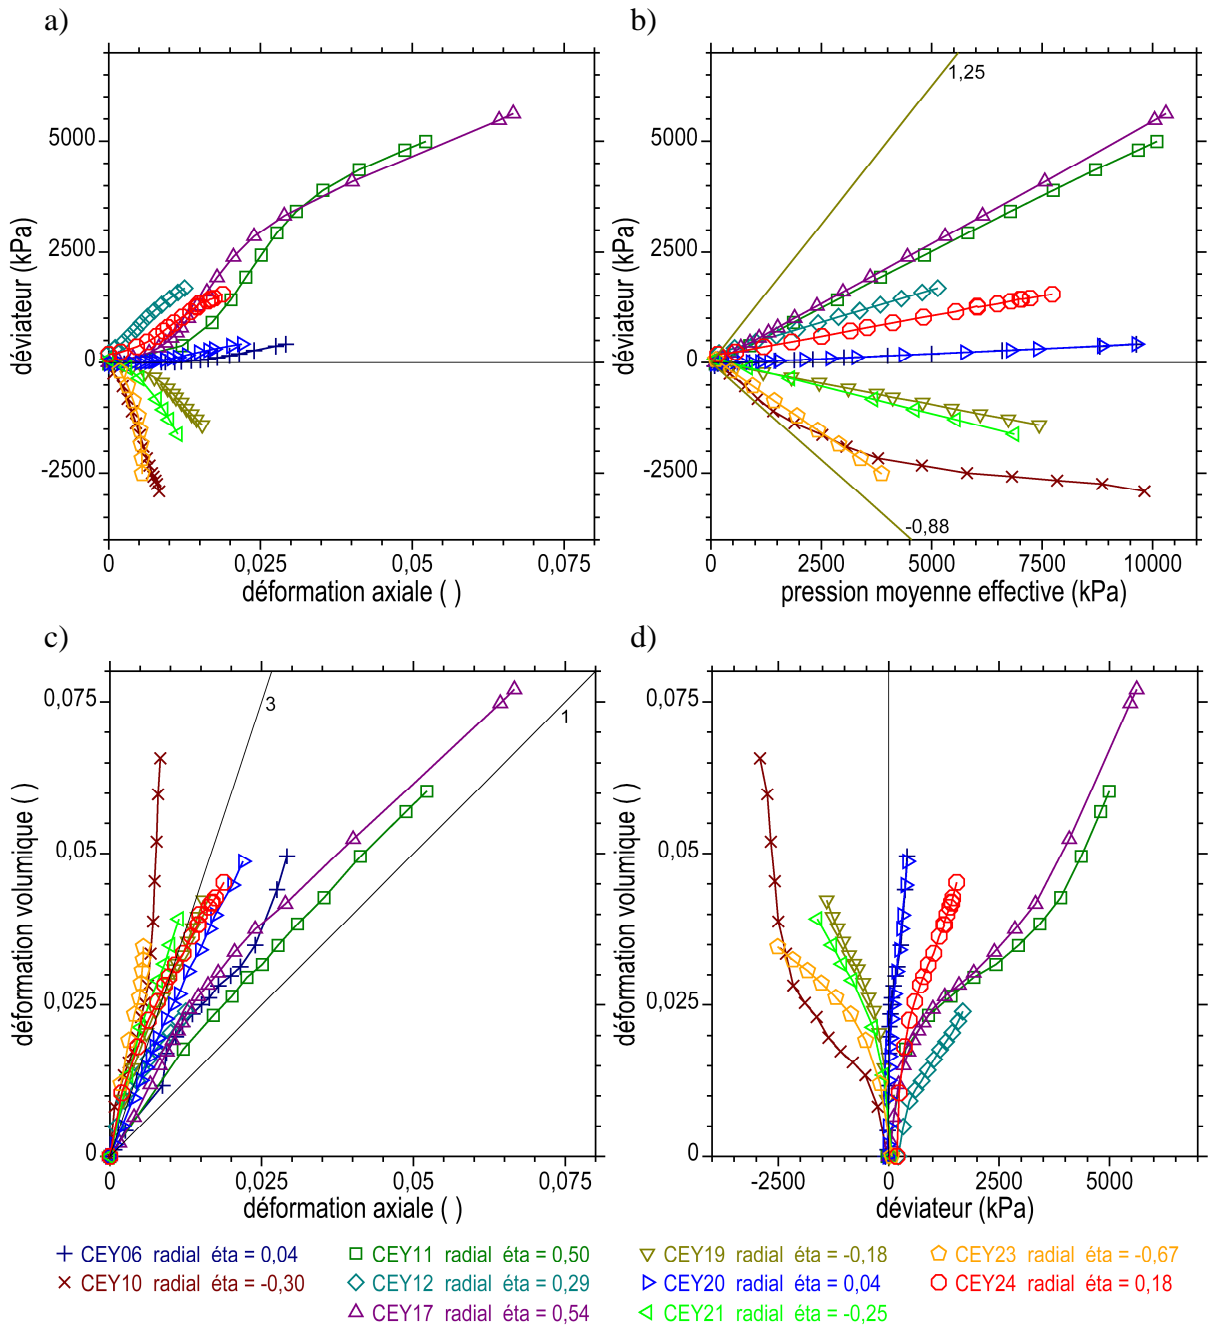 a)
b)
5000
2500
0
-2500
déviateur (kPa)
0
0,025
0,05
0,075
déformation axiale ( )
1,25
-0,88
5000
2500
0
-2500
déviateur (kPa)
0
2500
5000
7500
10000
pression moyenne effective (kPa)
c)
d)
0,075
0,05
0,025
0
déformation volumique ( )
3
1
0
0,025
0,05
0,075
déformation axiale ( )
0,075
0,05
0,025
0
déformation volumique ( )
-2500
0
2500
5000
déviateur (kPa)
CEY06 radial éta = 0,04
CEY10 radial éta = -0,30
CEY11 radial éta = 0,50
CEY12 radial éta = 0,29
CEY17 radial éta = 0,54
CEY19 radial éta = -0,18
CEY20 radial éta = 0,04
CEY21 radial éta = -0,25
CEY23 radial éta = -0,67
CEY24 radial éta = 0,18